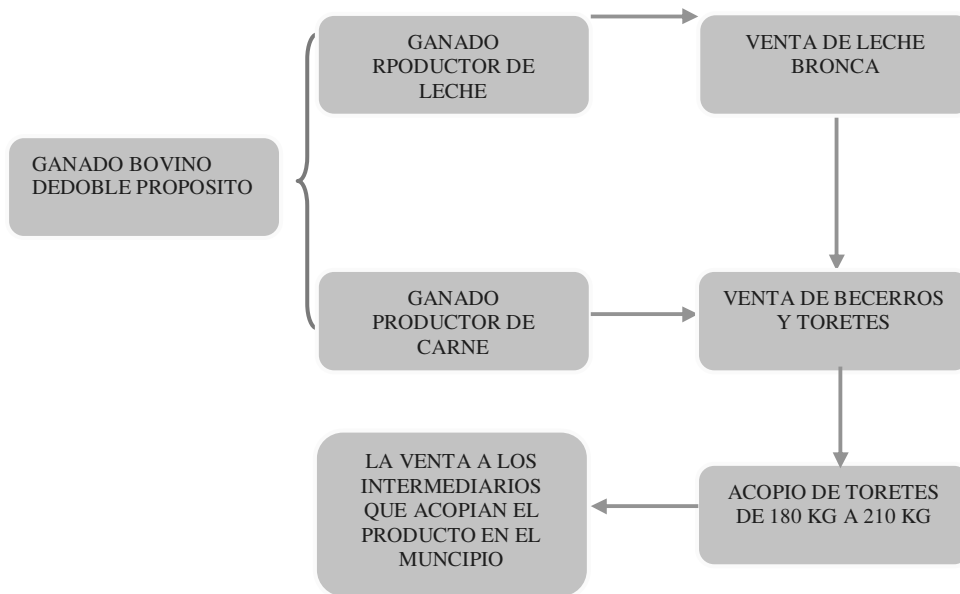 GANADO BOVINO
DEDOBLE PROPOSITO
GANADO
RPODUCTOR DE
LECHE
VENTA DE LECHE
BRONCA
GANADO
PRODUCTOR DE
CARNE
VENTA DE BECERROS
Y TORETES
ACOPIO DE TORETES
DE 180 KG A 210 KG
LA VENTA A LOS
INTERMEDIARIOS
QUE ACOPIAN EL
PRODUCTO EN EL
MUNCIPIO